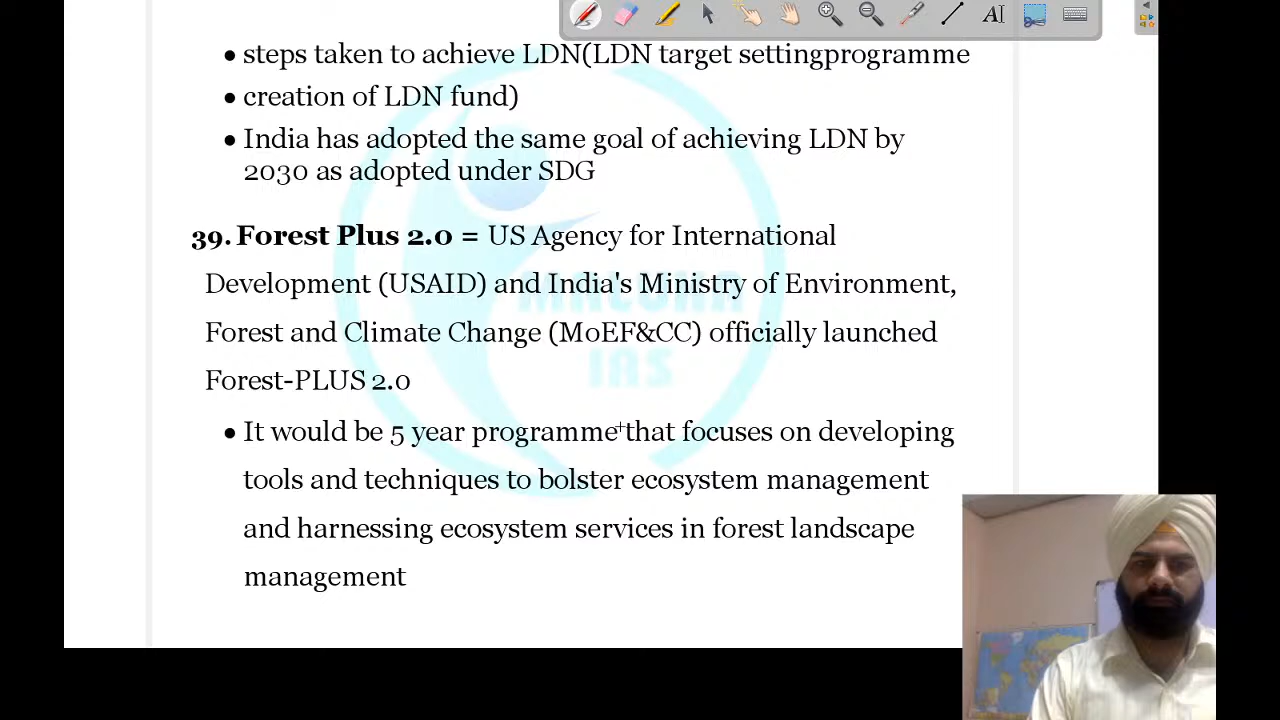 • steps taken to achieve LDN(LDN target settingprogramme
• creation of LDN fund)
• India has adopted the same goal of achieving LDN by
2030 as adopted under SDG
39. Forest Plus 2.0 = US Agency for International
Development (USAID) and India's Ministry of Environment,
Forest and Climate Change (MoEF&CC) officially launched
Forest-PLUS 2.0
• It would be 5 year programme that focuses on developing
tools and techniques to bolster ecosystem management
and harnessing ecosystem services in forest landscape
management
IAS